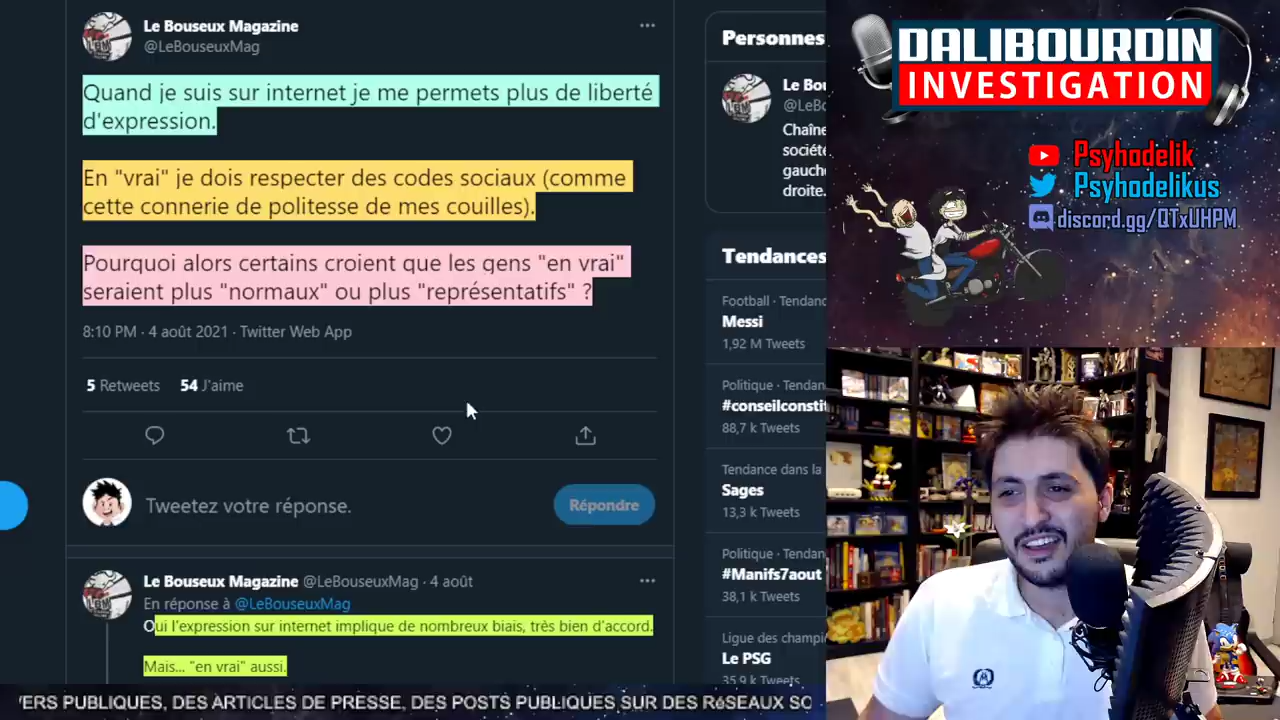 Le Bouseux Magazine
@LeBouseuxMag
Quand je suis sur internet je me permets plus de liberté
d'expression.
En "vrai" je dois respecter des codes sociaux (comme
cette connerie de politesse de mes couilles).
Pourquoi alors certains croient que les gens "en vrai"
seraient plus "normaux" ou plus "représentatifs" ?
8:10 PM · 4 août 2021 · Twitter Web App
5 Retweets 54 J'aime
Tweetez votre réponse.
Répondre
Le Bouseux Magazine @LeBouseuxMag · 4 août
En réponse à @LeBouseuxMag
Oui l'expression sur internet implique de nombreux biais, très bien d'accord.
Mais... "en vrai" aussi.
Personnes
Le Bou
@LeBo
Chaîne
société
gauche
droite.
Tendances
Football · Tendanc
Messi
1,92 M Tweets
Politique · Tendan
#conseilconstit
88,7 k Tweets
Tendance dans la
Sages
13,3 k Tweets
Politique · Tendan
#Manifs7aout
38,1 k Tweets
Ligue des champi
Le PSG
35,9 k Tweets
DALIBOURDIN
INVESTIGATION
Psyhodelik
Psyhodelikus
discord.gg/QTxUHPM
VERS PUBLIQUES, DES ARTICLES DE PRESSE, DES POSTS PUBLIQUES SUR DES RéSEAUX SO